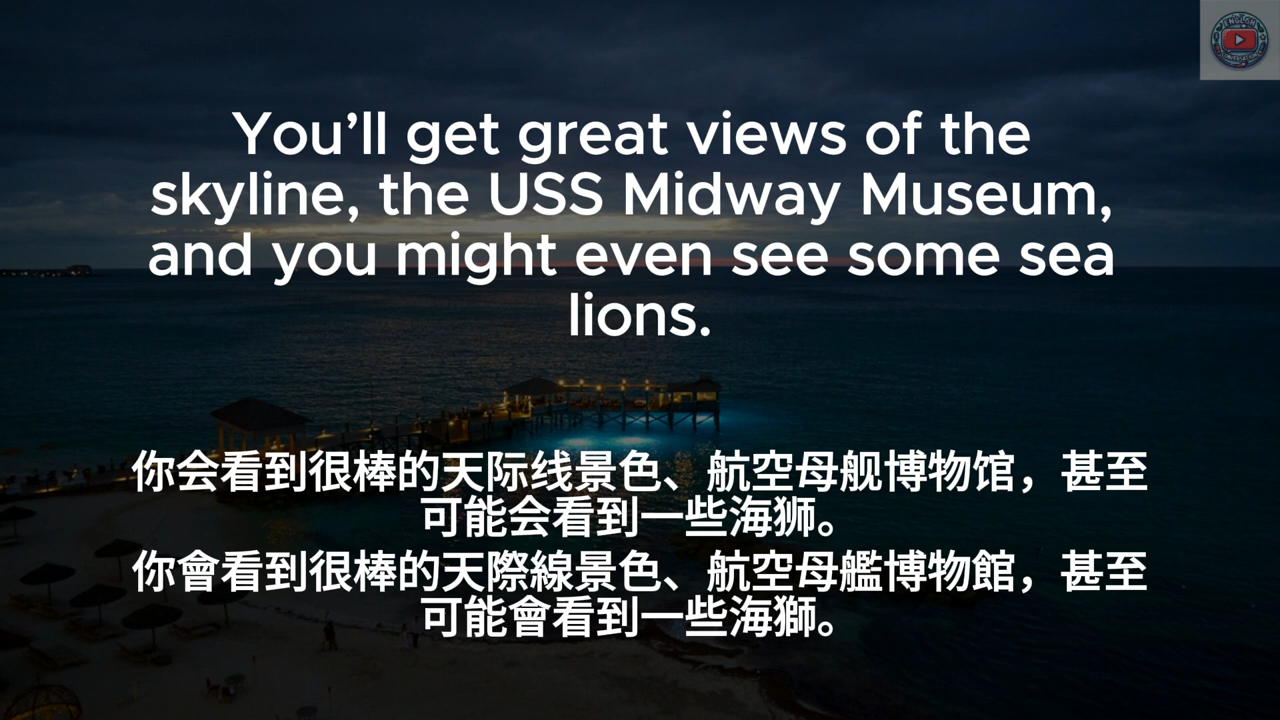 You’ll get great views of the
skyline, the USS Midway Museum,
and you might even see some sea
lions.
你会看到很棒的天际线景色、航空母舰博物馆，甚至
可能会看到一些海狮。
你會看到很棒的天際線景色、航空母艦博物館，甚至
可能會看到一些海獅。